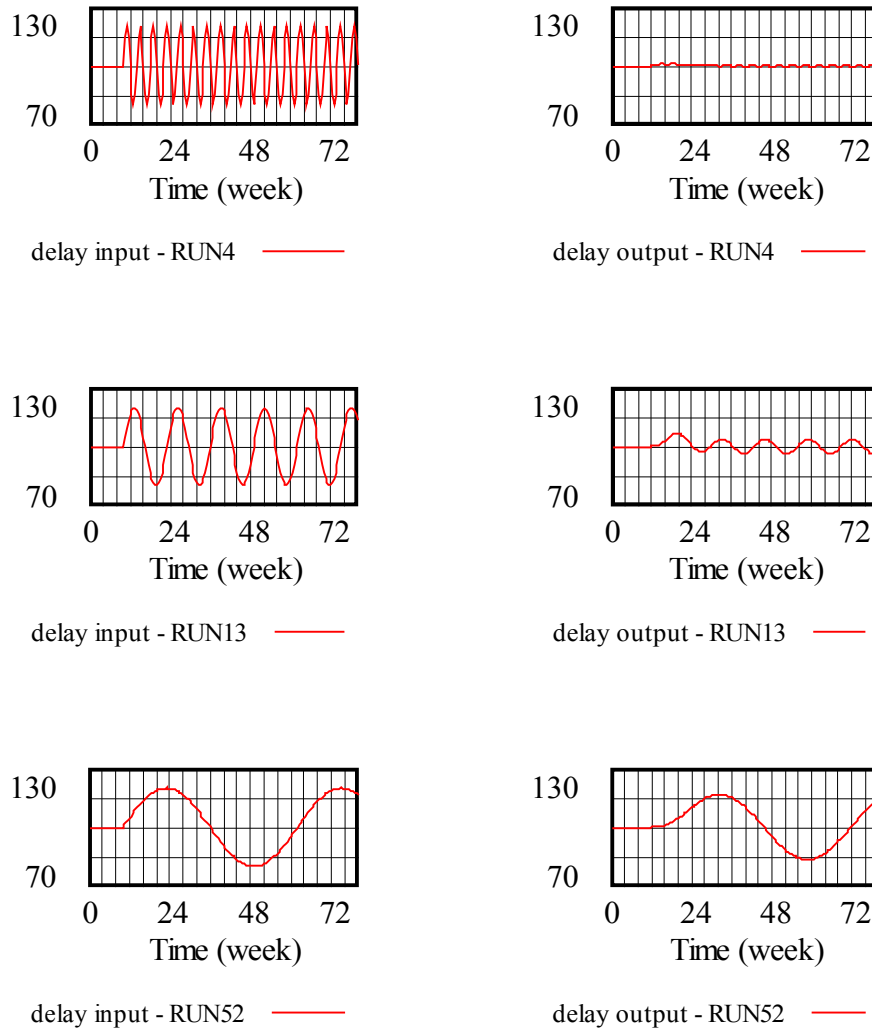 130
70
0 24 48 72
Time (week)
delay input - RUN4
130
70
0 24 48 72
Time (week)
delay output - RUN4
130
70
0 24 48 72
Time (week)
delay input - RUN13
130
70
0 24 48 72
Time (week)
delay output - RUN13
130
70
0 24 48 72
Time (week)
delay input - RUN52
130
70
0 24 48 72
Time (week)
delay output - RUN52